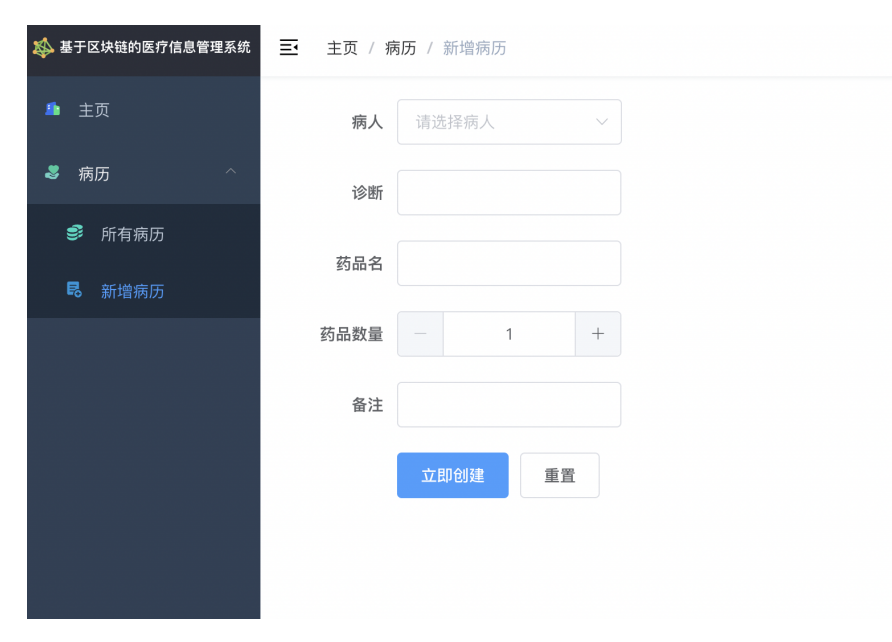 基于区块链的医疗信息管理系统
主页 / 病历 / 新增病历
主页
病历
所有病历
新增病历
病人 请选择病人
诊断
药品名
药品数量 － 1 +
备注
立即创建 重置